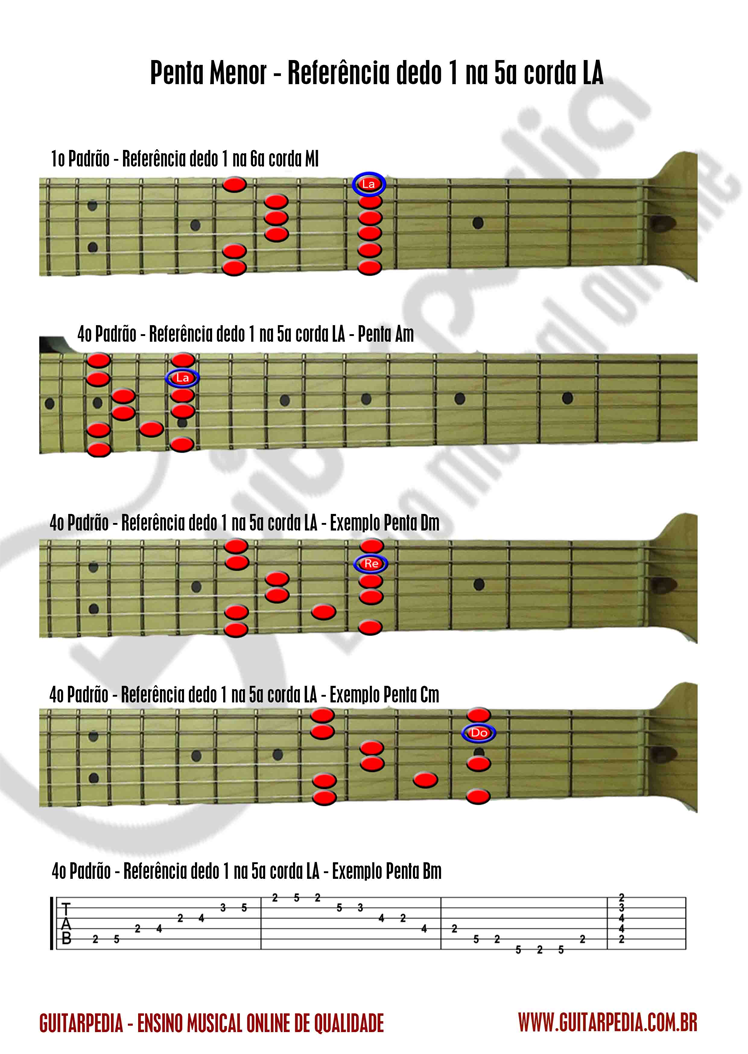 Penta Menor - Referência dedo 1 na 5a corda LA
1o Padrão - Referência dedo 1 na 6a corda MI
La
4o Padrão - Referência dedo 1 na 5a corda LA - Penta Am
La
4o Padrão - Referência dedo 1 na 5a corda LA - Exemplo Penta Dm
Re
4o Padrão - Referência dedo 1 na 5a corda LA - Exemplo Penta Cm
Do
4o Padrão - Referência dedo 1 na 5a corda LA - Exemplo Penta Bm
2 5 2 2
T 3 5 5 3 3
A 2 4 4 2 4
2 4 4 2 4
B 2 5 5 2 2 2
5 2 5
GUITARPEDIA - ENSINO MUSICAL ONLINE DE QUALIDADE
WWW.GUITARPEDIA.COM.BR